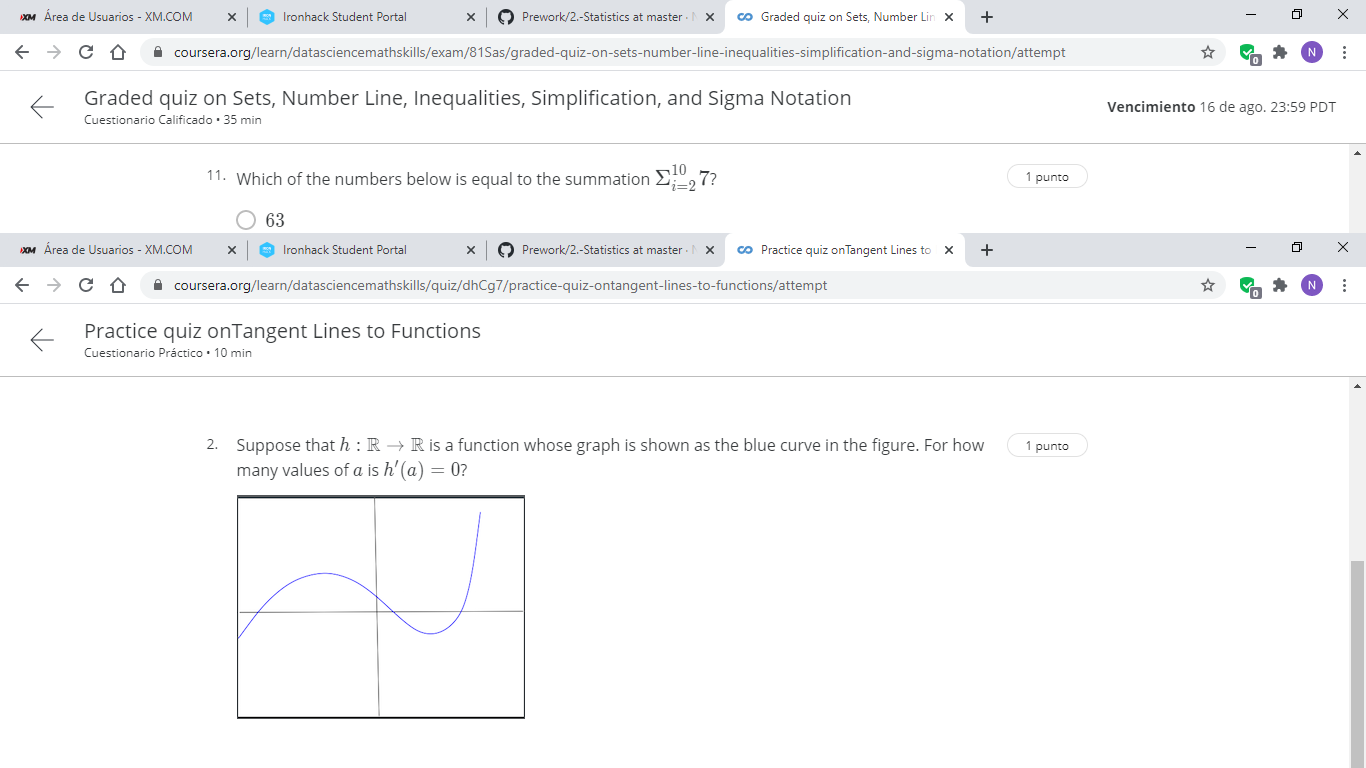 Área de Usuarios - XM.COM
Ironhack Student Portal
Prework/2.-Statistics at master ·
Graded quiz on Sets, Number Lin
coursera.org/learn/datasciencemathskills/exam/81Sas/graded-quiz-on-sets-number-line-inequalities-simplification-and-sigma-notation/attempt
0
N
Graded quiz on Sets, Number Line, Inequalities, Simplification, and Sigma Notation
Cuestionario Calificado • 35 min
Vencimiento 16 de ago. 23:59 PDT
11. Which of the numbers below is equal to the summation Σ_{i=2}^{10} 7?
1 punto
63
Área de Usuarios - XM.COM
Ironhack Student Portal
Prework/2.-Statistics at master ·
Practice quiz onTangent Lines to
coursera.org/learn/datasciencemathskills/quiz/dhCg7/practice-quiz-ontangent-lines-to-functions/attempt
0
N
Practice quiz onTangent Lines to Functions
Cuestionario Práctico • 10 min
2. Suppose that h : ℝ → ℝ is a function whose graph is shown as the blue curve in the figure. For how
1 punto
many values of a is h′(a) = 0?